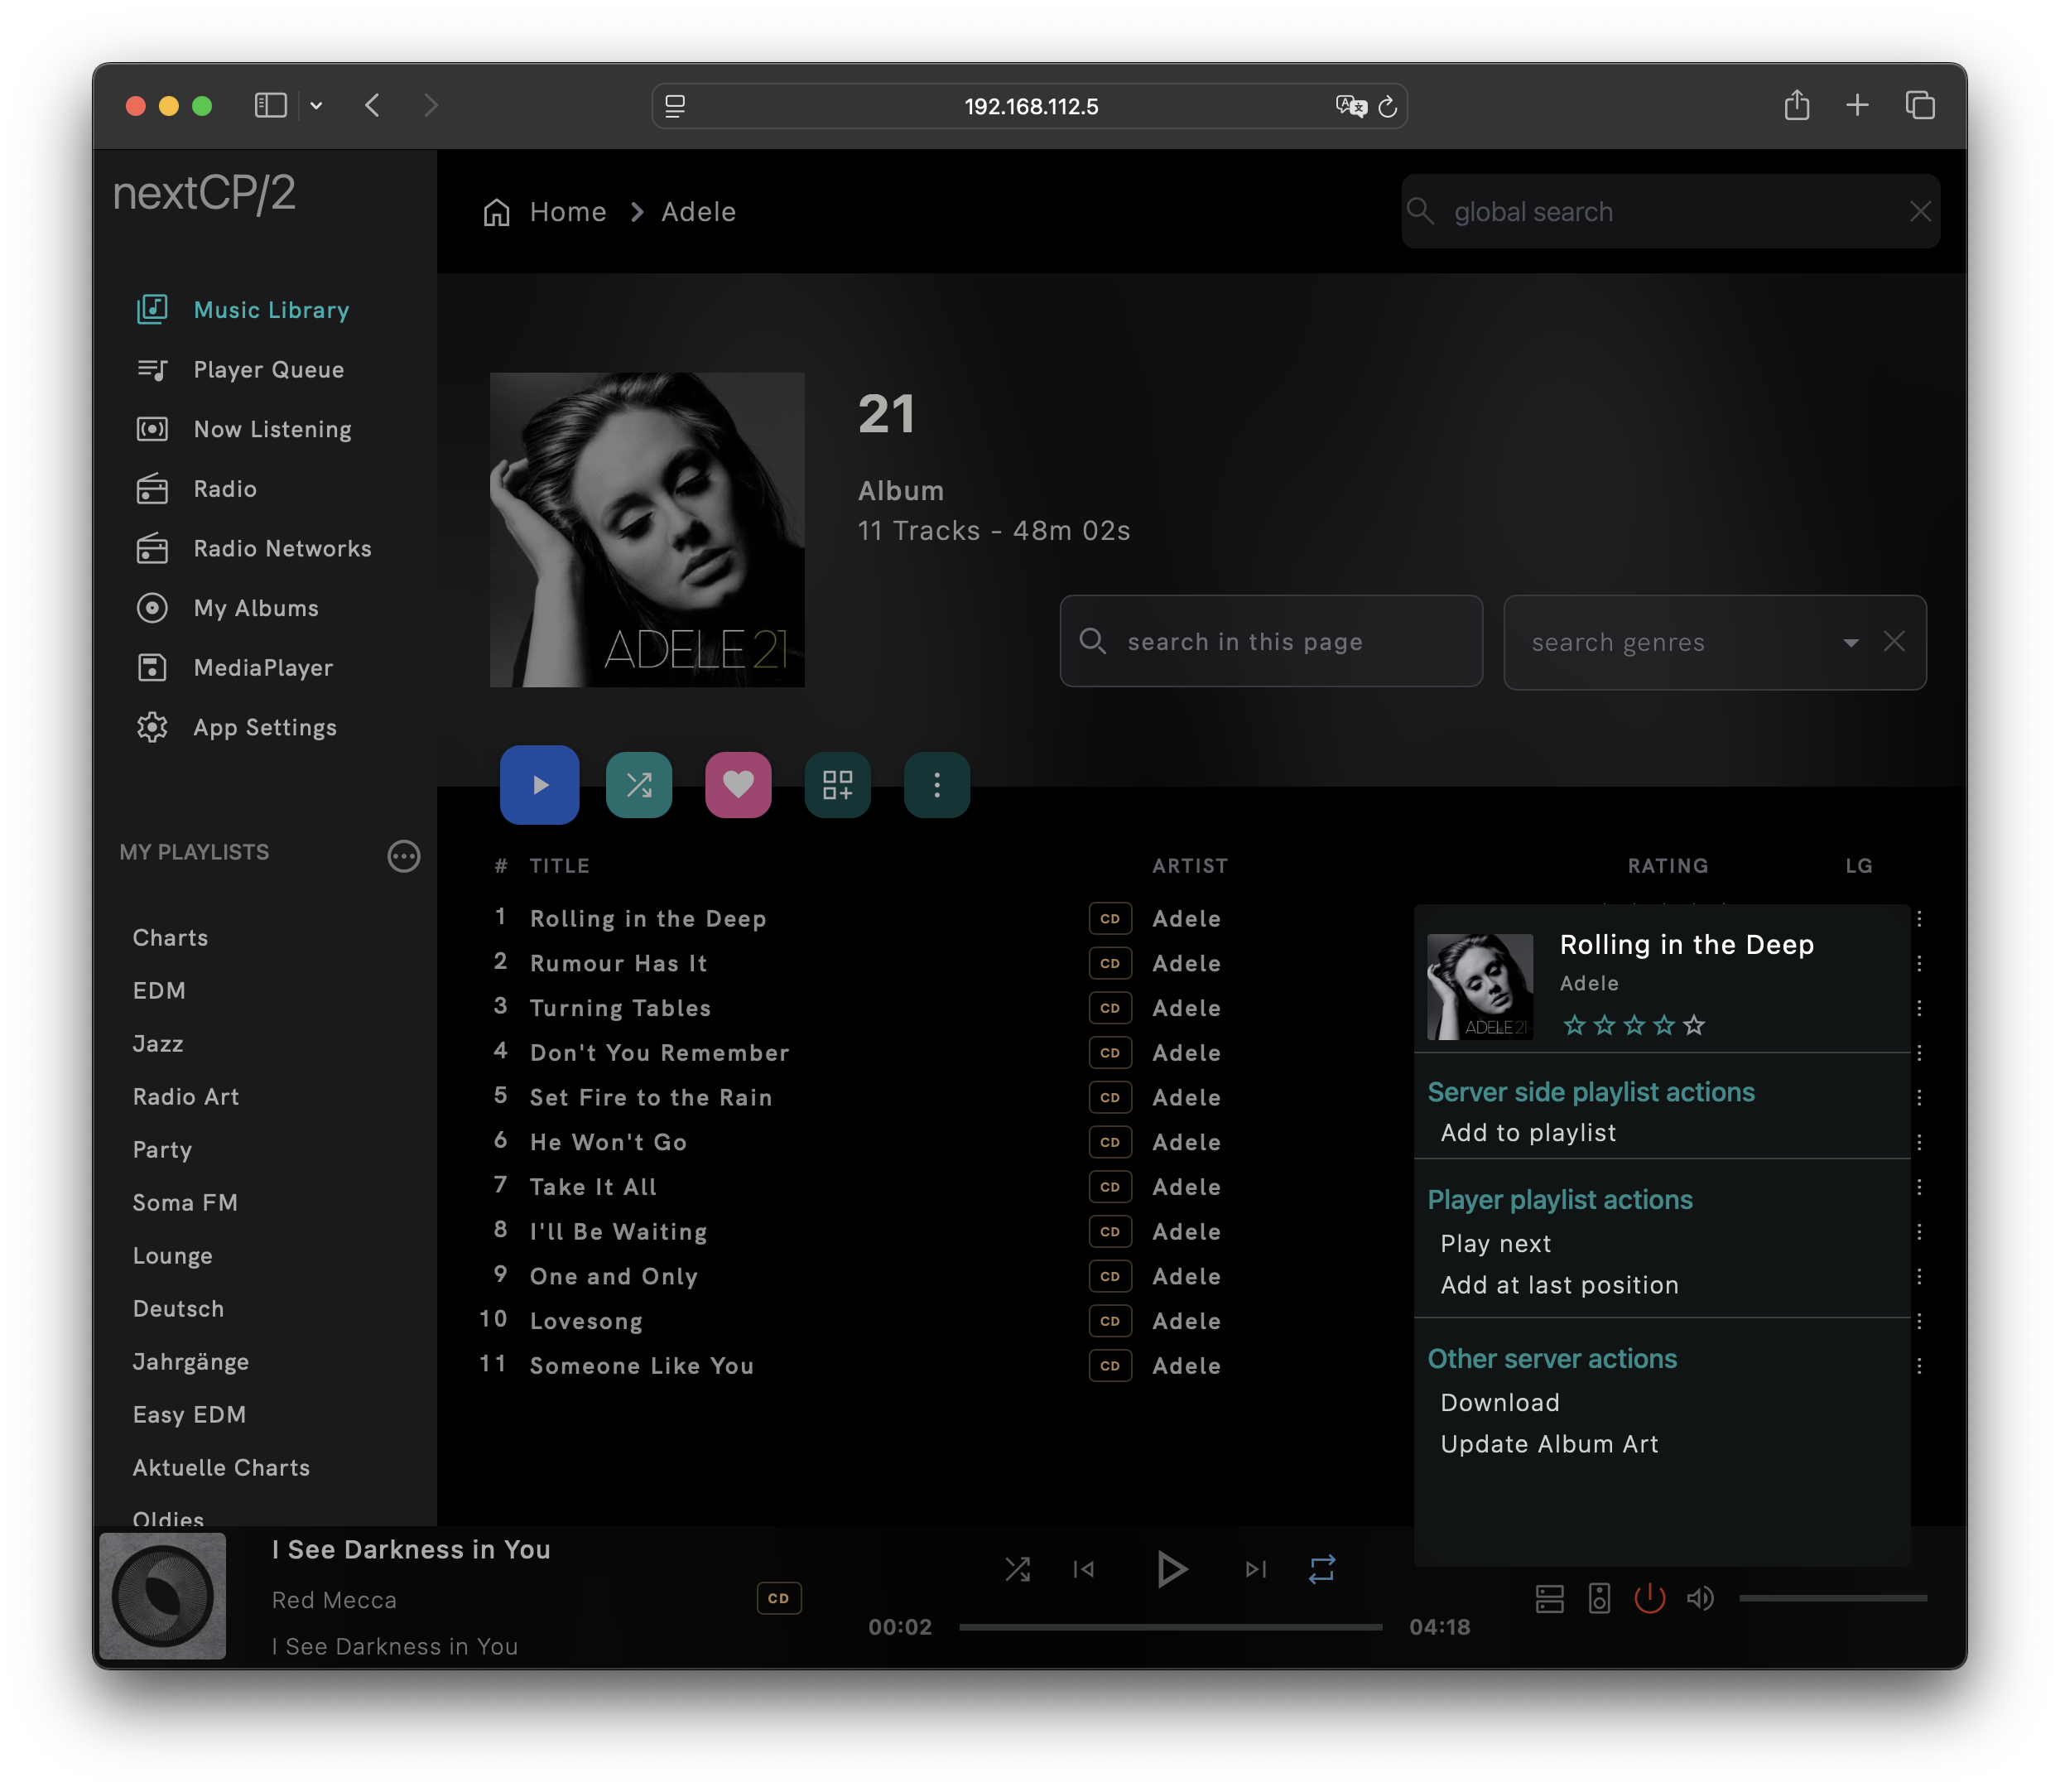 192.168.112.5
nextCP/2
Home
Adele
global search
Music Library
Player Queue
Now Listening
Radio
Radio Networks
My Albums
MediaPlayer
App Settings
MY PLAYLISTS
Charts
EDM
Jazz
Radio Art
Party
Soma FM
Lounge
Deutsch
Jahrgänge
Easy EDM
Aktuelle Charts
Oldies
ADELE 21
21
Album
11 Tracks - 48m 02s
search in this page
search genres
# TITLE ARTIST RATING LG
1 Rolling in the Deep CD Adele
2 Rumour Has It CD Adele
3 Turning Tables CD Adele
4 Don't You Remember CD Adele
5 Set Fire to the Rain CD Adele
6 He Won't Go CD Adele
7 Take It All CD Adele
8 I'll Be Waiting CD Adele
9 One and Only CD Adele
10 Lovesong CD Adele
11 Someone Like You CD Adele
ADELE 21
Rolling in the Deep
Adele
Server side playlist actions
Add to playlist
Player playlist actions
Play next
Add at last position
Other server actions
Download
Update Album Art
I See Darkness in You
Red Mecca
I See Darkness in You
CD
00:02
04:18